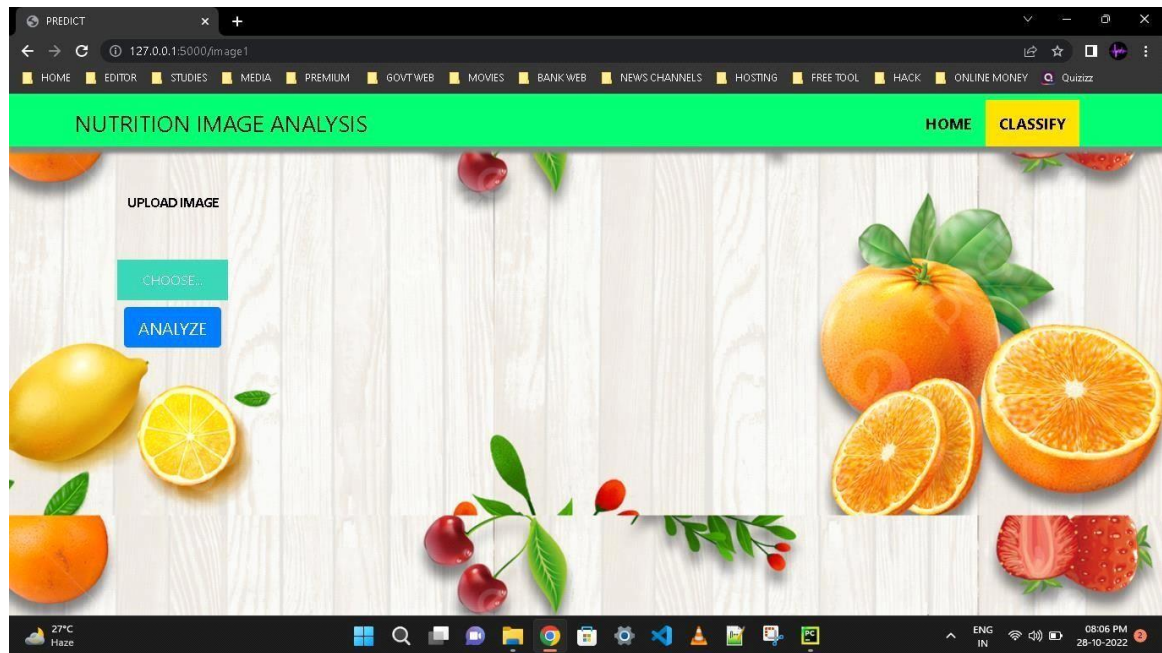 PREDICT
127.0.0.1:5000/image1
HOME EDITOR STUDIES MEDIA PREMIUM GOVT WEB MOVIES BANK WEB NEWS CHANNELS HOSTING FREE TOOL HACK ONLINE MONEY Quizizz
NUTRITION IMAGE ANALYSIS HOME CLASSIFY
UPLOAD IMAGE
CHOOSE...
ANALYZE
27°C
Haze
ENG
IN
08:06 PM
28-10-2022
2